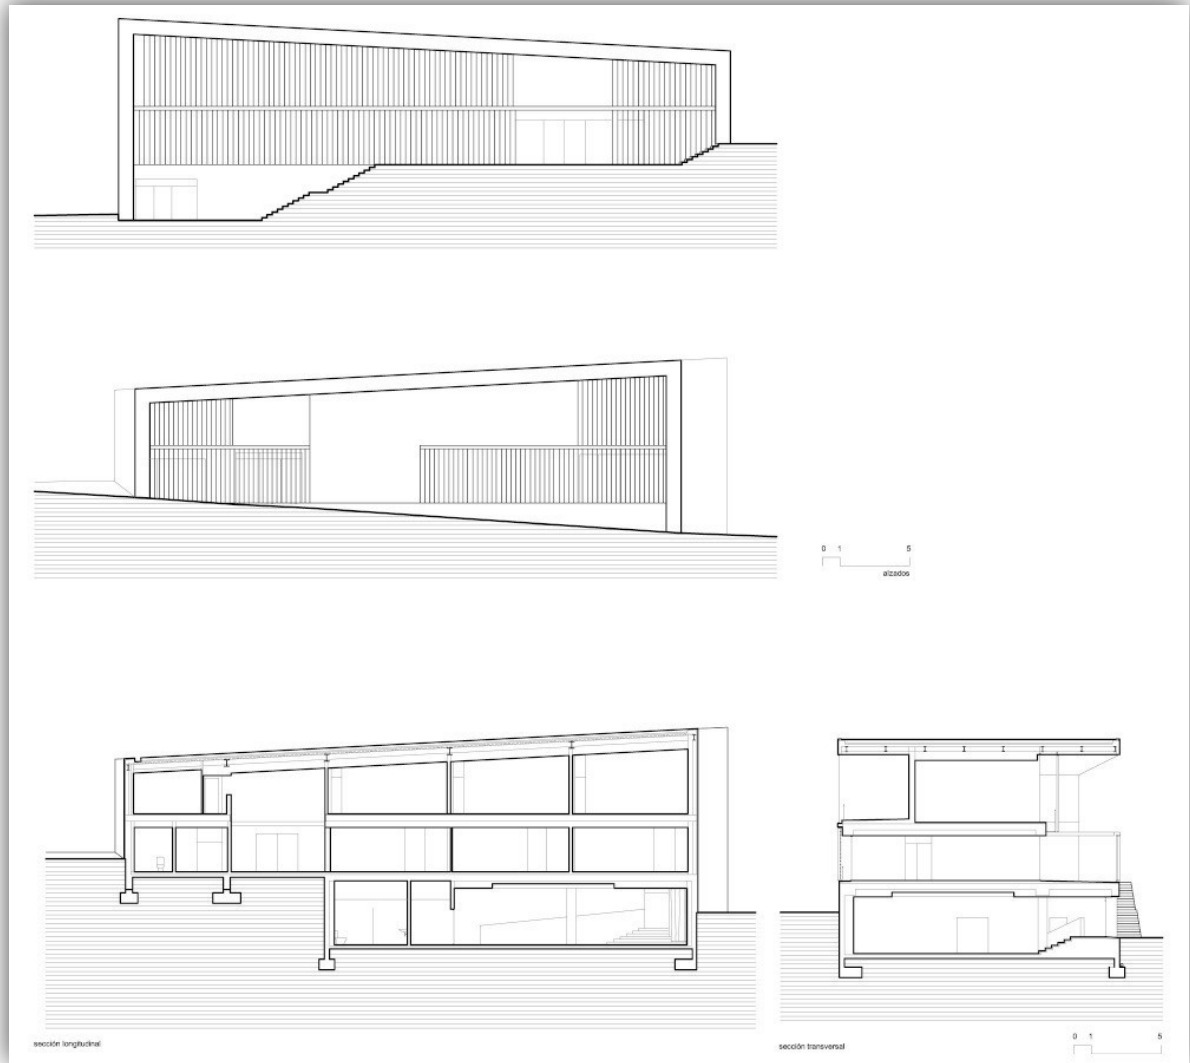 0 1 5
alzados
sección longitudinal
sección transversal
0 1 5